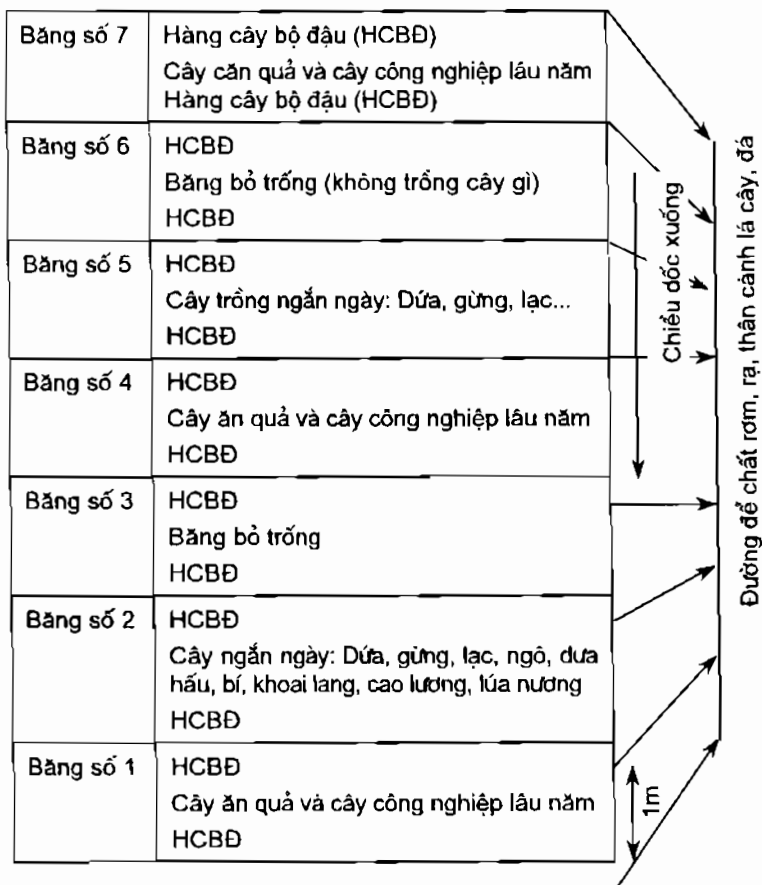 Băng số 7
Hàng cây bộ đậu (HCBĐ)
Cây căn quả và cây công nghiệp lâu năm
Hàng cây bộ đậu (HCBĐ)
Băng số 6
HCBĐ
Băng bỏ trống (không trồng cây gì)
HCBĐ
Băng số 5
HCBĐ
Cây trồng ngắn ngày: Dứa, gừng, lạc...
HCBĐ
Băng số 4
HCBĐ
Cây ăn quả và cây công nghiệp lâu năm
HCBĐ
Băng số 3
HCBĐ
Băng bỏ trống
HCBĐ
Băng số 2
HCBĐ
Cây ngắn ngày: Dứa, gừng, lạc, ngô, dưa
hấu, bí, khoai lang, cao lương, lúa nương
HCBĐ
Băng số 1
HCBĐ
Cây ăn quả và cây công nghiệp lâu năm
HCBĐ
Chiều dốc xuống
1m
Đường để chất rơm, rạ, thân cành lá cây, đá